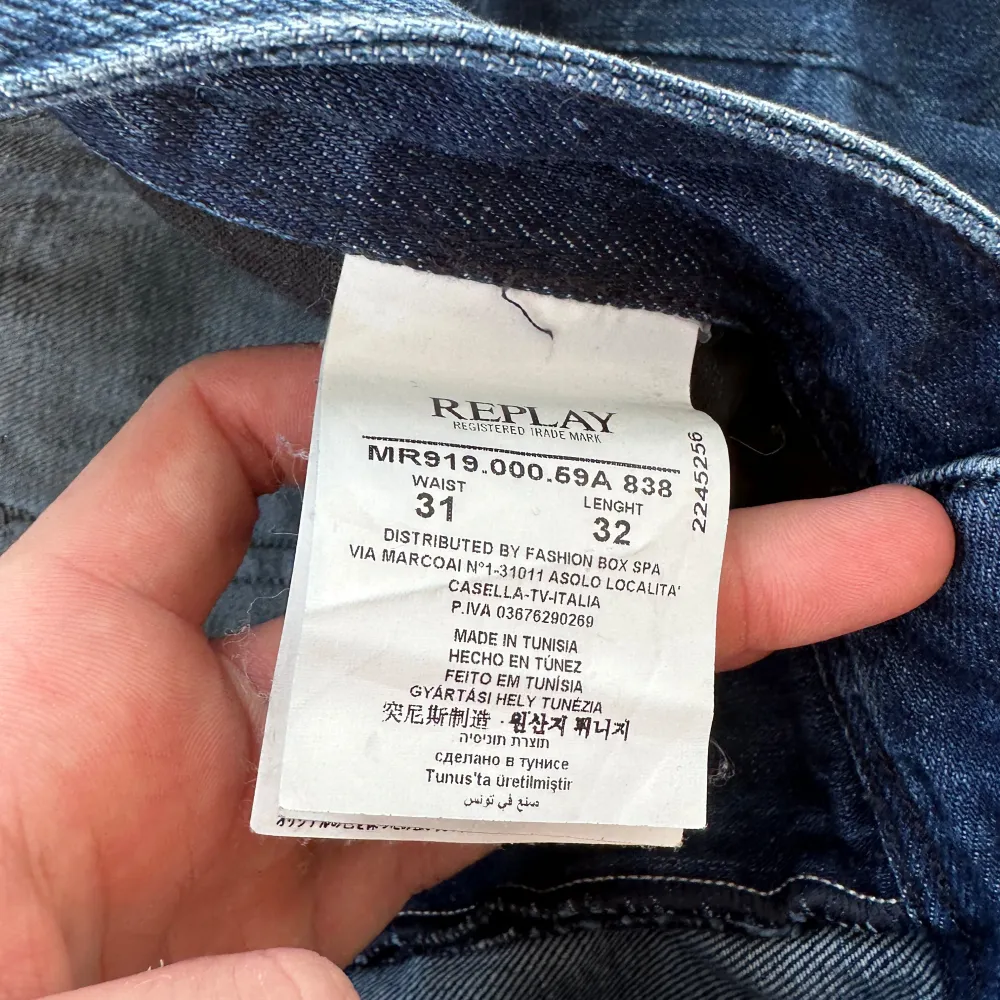 REPLAY
REGISTERED TRADE MARK
MR919.000.59A 838
WAIST LENGHT
31 32
2245256
DISTRIBUTED BY FASHION BOX SPA
VIA MARCOAI N°1-31011 ASOLO LOCALITA'
CASELLA-TV-ITALIA
P.IVA 03676290269
MADE IN TUNISIA
HECHO EN TÚNEZ
FEITO EM TUNÍSIA
GYÁRTÁSI HELY TUNÉZIA
突尼斯制造 · 원산지 튀니지
תוצרת תוניסיה
сделано в тунисе
Tunus'ta üretilmiştir
صنع في تونس